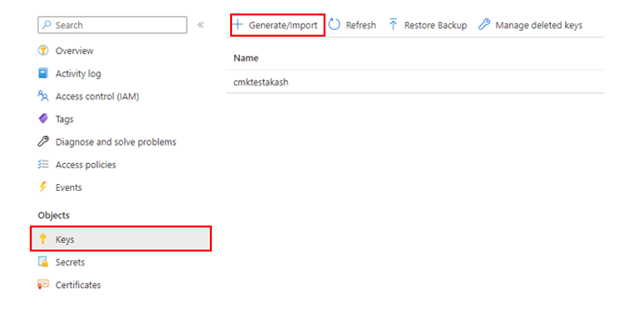 Search
Overview
Activity log
Access control (IAM)
Tags
Diagnose and solve problems
Access policies
Events
Objects
Keys
Secrets
Certificates
Generate/Import Refresh Restore Backup Manage deleted keys
Name
cmktestakash